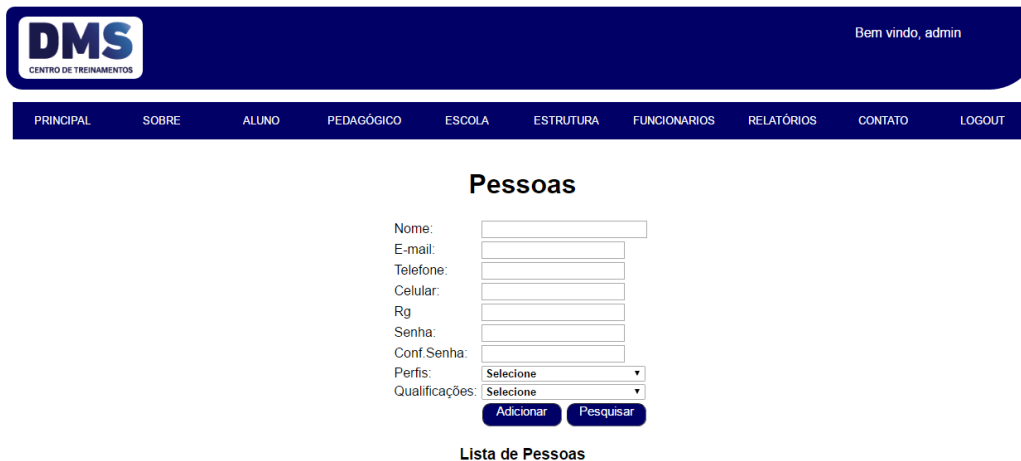 DMS
CENTRO DE TREINAMENTOS
Bem vindo, admin
PRINCIPAL SOBRE ALUNO PEDAGÓGICO ESCOLA ESTRUTURA FUNCIONARIOS RELATÓRIOS CONTATO LOGOUT
Pessoas
Nome:
E-mail:
Telefone:
Celular:
Rg
Senha:
Conf.Senha:
Perfis: Selecione
Qualificações: Selecione
Adicionar Pesquisar
Lista de Pessoas